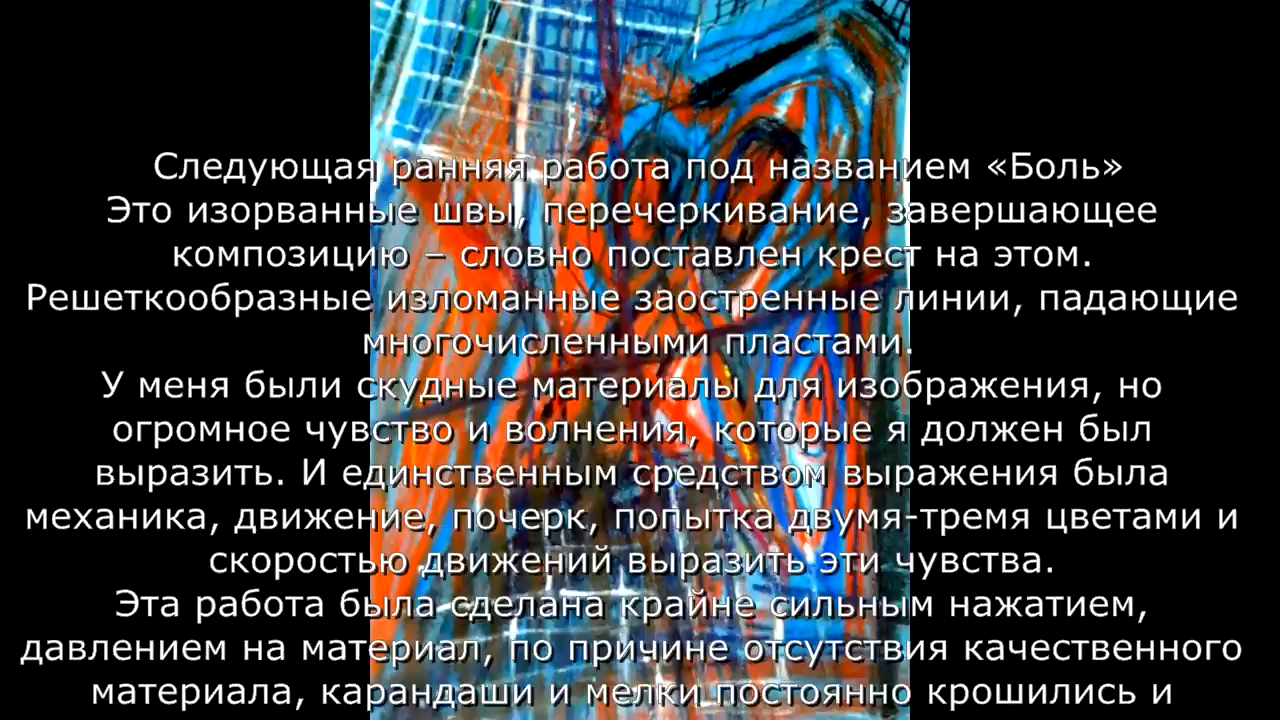 Следующая ранняя работа под названием «Боль»
Это изорванные швы, перечеркивание, завершающее
композицию – словно поставлен крест на этом.
Решеткообразные изломанные заостренные линии, падающие
многочисленными пластами.
У меня были скудные материалы для изображения, но
огромное чувство и волнения, которые я должен был
выразить. И единственным средством выражения была
механика, движение, почерк, попытка двумя-тремя цветами и
скоростью движений выразить эти чувства.
Эта работа была сделана крайне сильным нажатием,
давлением на материал, по причине отсутствия качественного
материала, карандаши и мелки постоянно крошились и